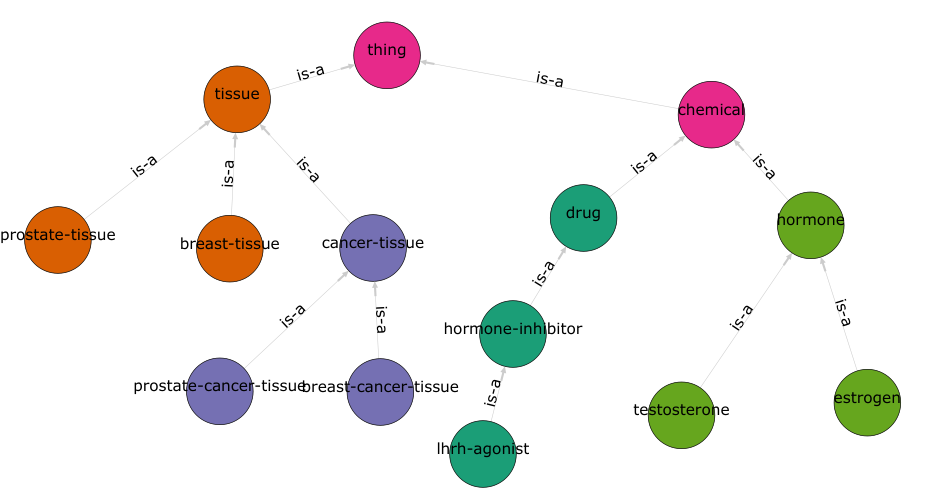 thing
is-a
is-a
tissue
chemical
is-a
is-a
is-a
is-a
is-a
drug
hormone
prostate-tissue
breast-tissue
cancer-tissue
is-a
is-a
is-a
is-a
is-a
hormone-inhibitor
prostate-cancer-tissue
breast-cancer-tissue
is-a
estrogen
testosterone
lhrh-agonist